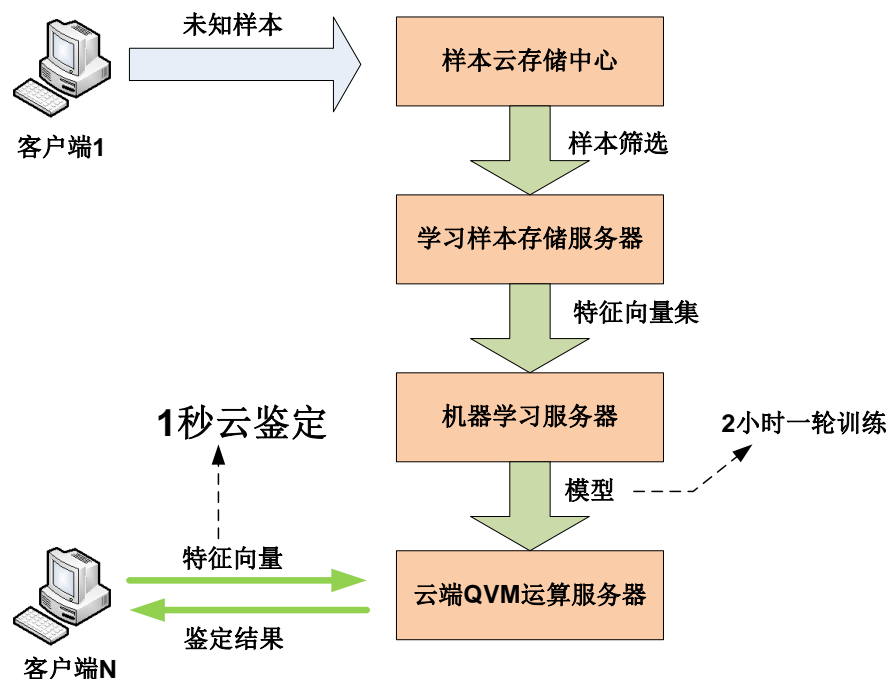 未知样本
样本云存储中心
客户端1
样本筛选
学习样本存储服务器
特征向量集
机器学习服务器
1秒云鉴定
2小时一轮训练
模型
特征向量
云端QVM运算服务器
鉴定结果
客户端N